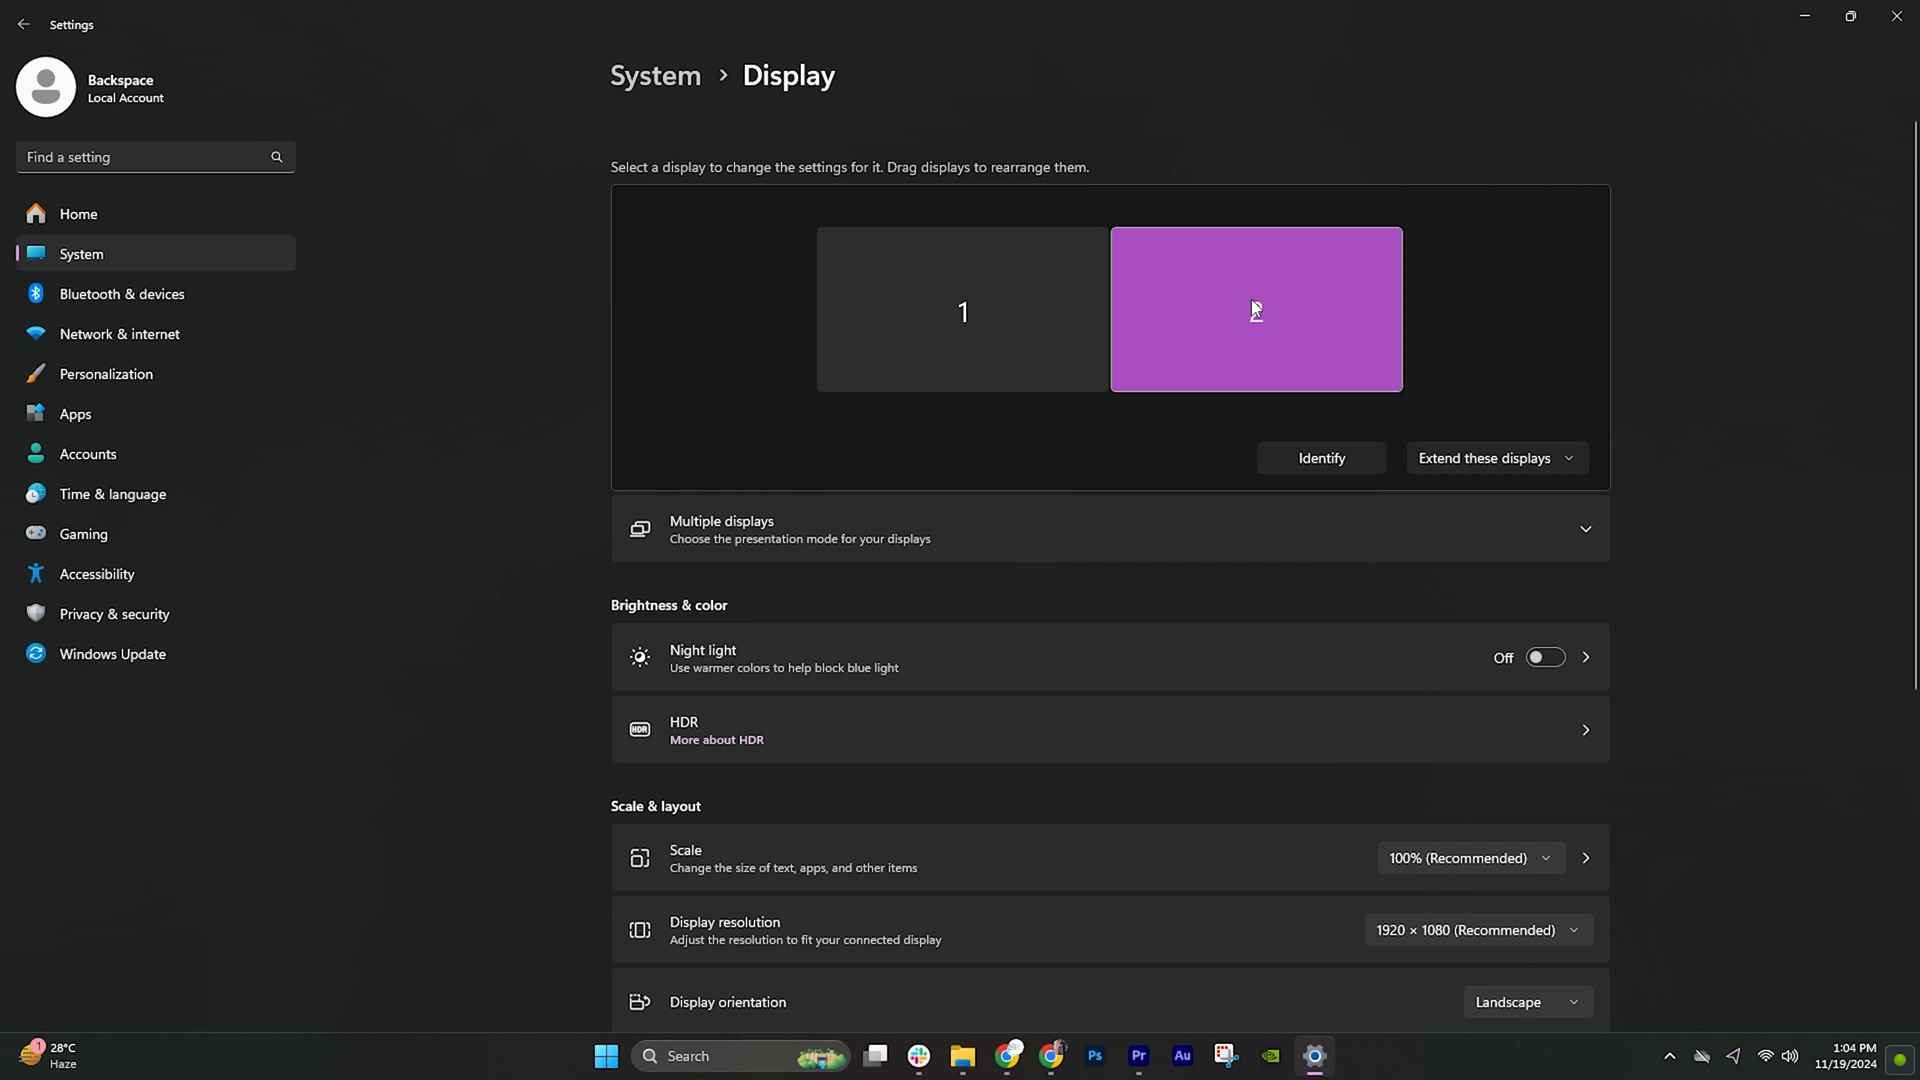 Settings
Backspace
Local Account
Find a setting
Home
System
Bluetooth & devices
Network & internet
Personalization
Apps
Accounts
Time & language
Gaming
Accessibility
Privacy & security
Windows Update
System > Display
Select a display to change the settings for it. Drag displays to rearrange them.
1
2
Identify
Extend these displays
Multiple displays
Choose the presentation mode for your displays
Brightness & color
Night light
Use warmer colors to help block blue light
Off
HDR
HDR
More about HDR
Scale & layout
Scale
Change the size of text, apps, and other items
100% (Recommended)
Display resolution
Adjust the resolution to fit your connected display
1920 × 1080 (Recommended)
Display orientation
Landscape
1
28°C
Haze
Search
Ps
Pr
Au
1:04 PM
11/19/2024